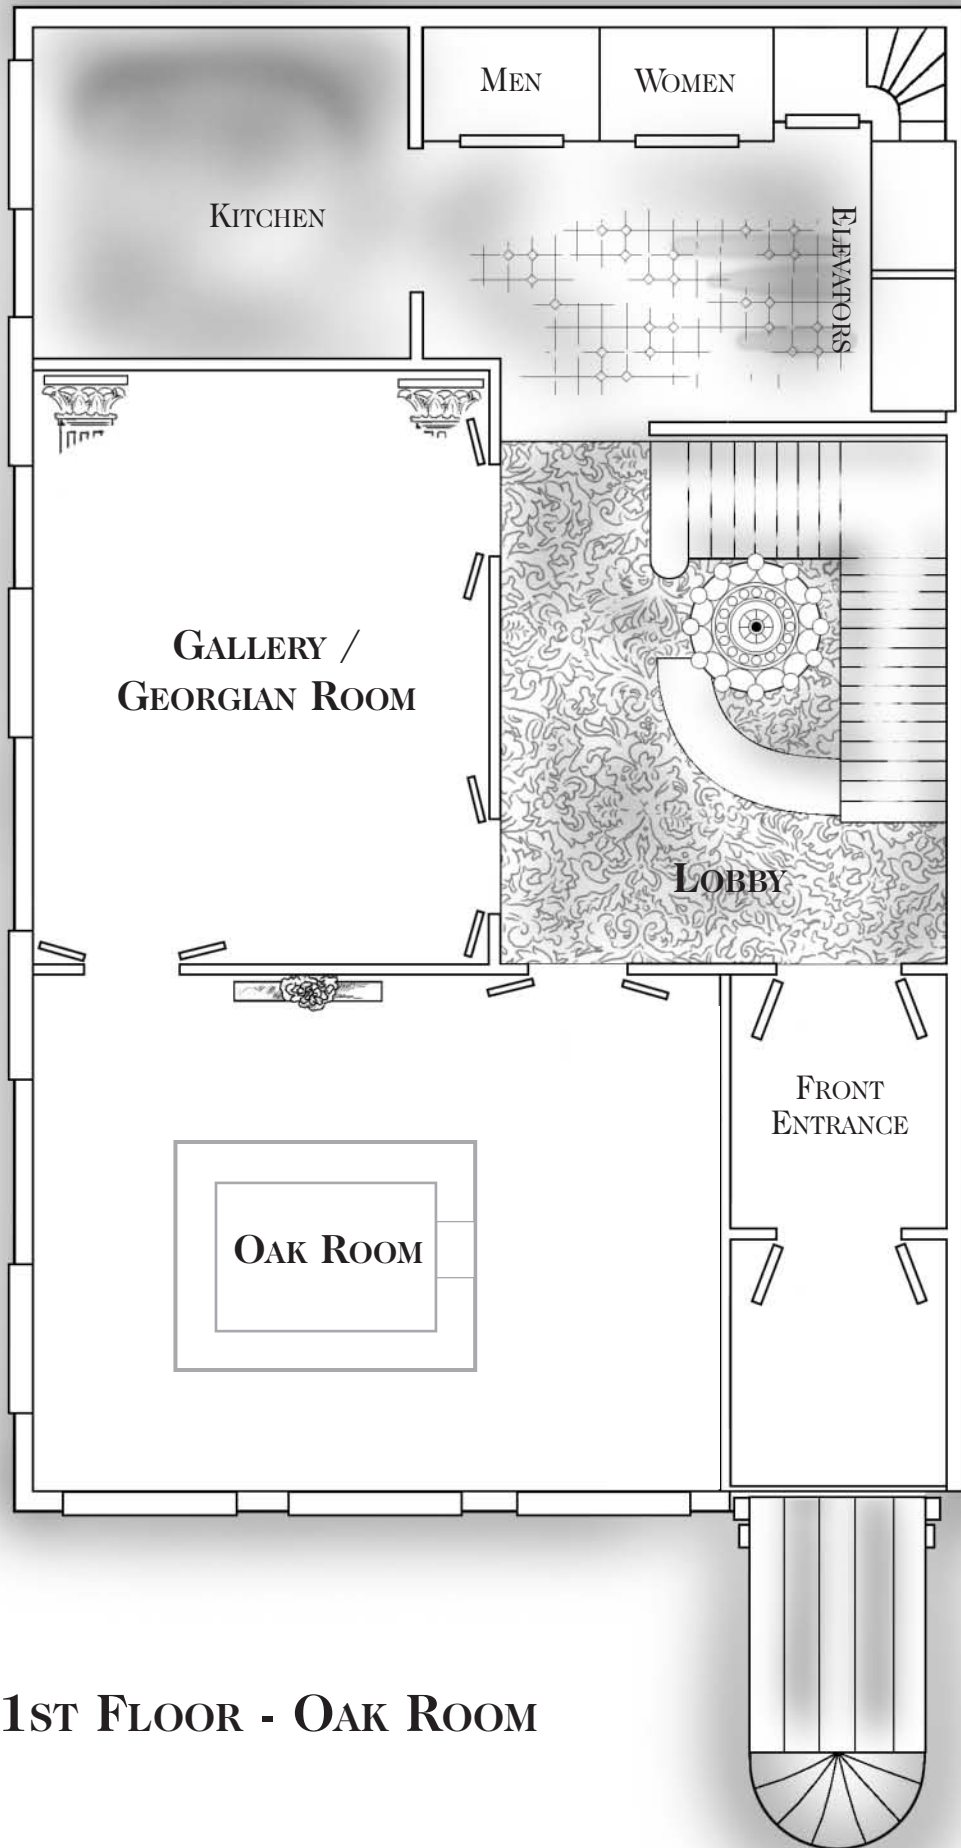 Men
Women
Kitchen
Elevators
Gallery /
Georgian Room
Lobby
Front
Entrance
Oak Room
1st Floor - Oak Room